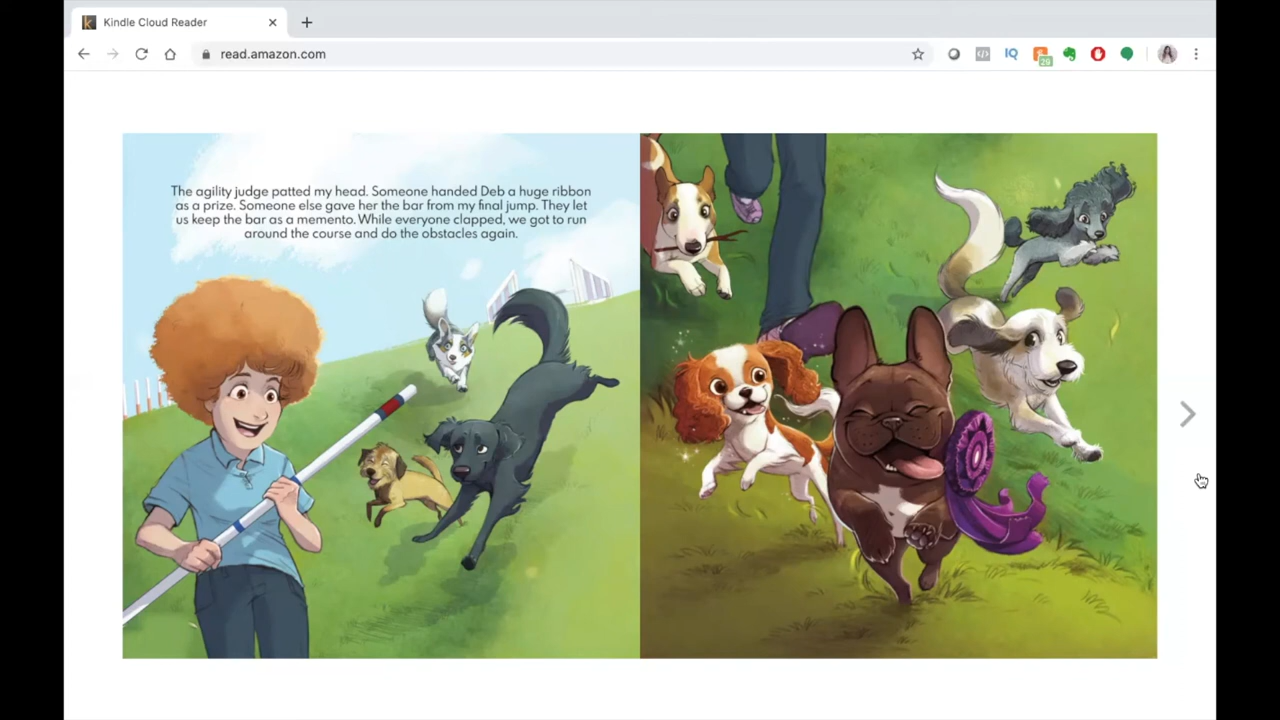 Kindle Cloud Reader
read.amazon.com
IQ
26
The agility judge patted my head. Someone handed Deb a huge ribbon
as a prize. Someone else gave her the bar from my final jump. They let
us keep the bar as a memento. While everyone clapped, we got to run
around the course and do the obstacles again.